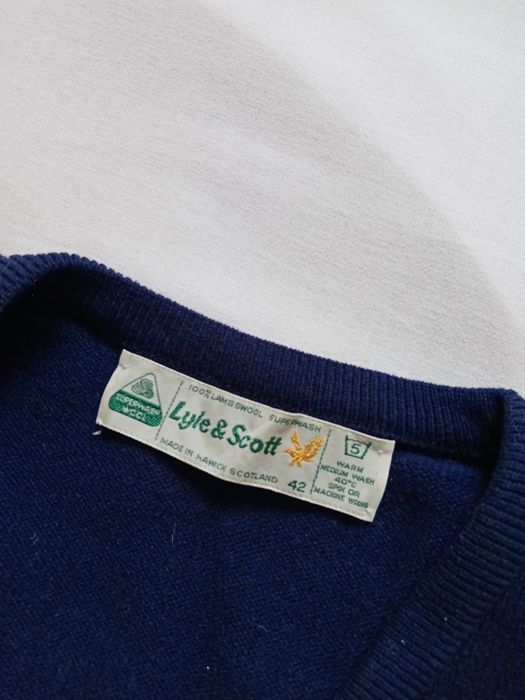 SUPERWASH
WOOL
100% LAMBSWOOL SUPERWASH
Lyle & Scott
MADE IN HAWICK SCOTLAND
42
5
WARM
MEDIUM WASH
40°C
SPIN OR
MACHINE WRING